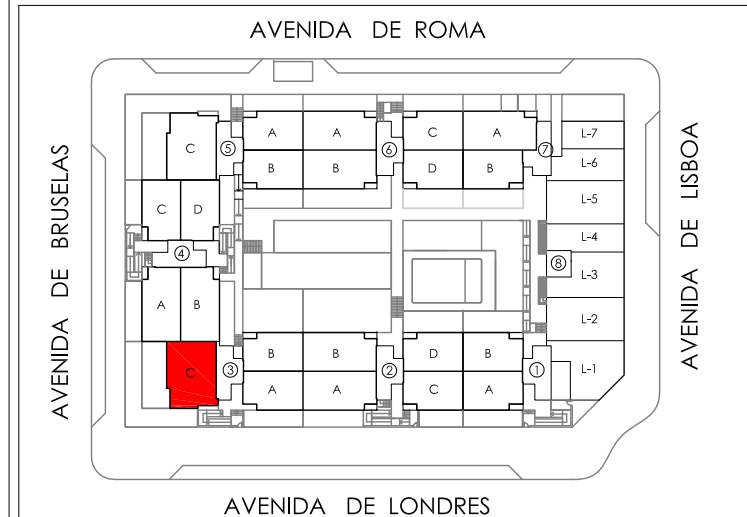 AVENIDA DE ROMA
AVENIDA DE BRUSELAS
AVENIDA DE LISBOA
A A C A L-7
C 5 6 7
B B D B L-6
L-5
C D
L-4
4 8
L-3
A B
L-2
B B D B
C 3 2 1 L-1
A A C A
AVENIDA DE LONDRES